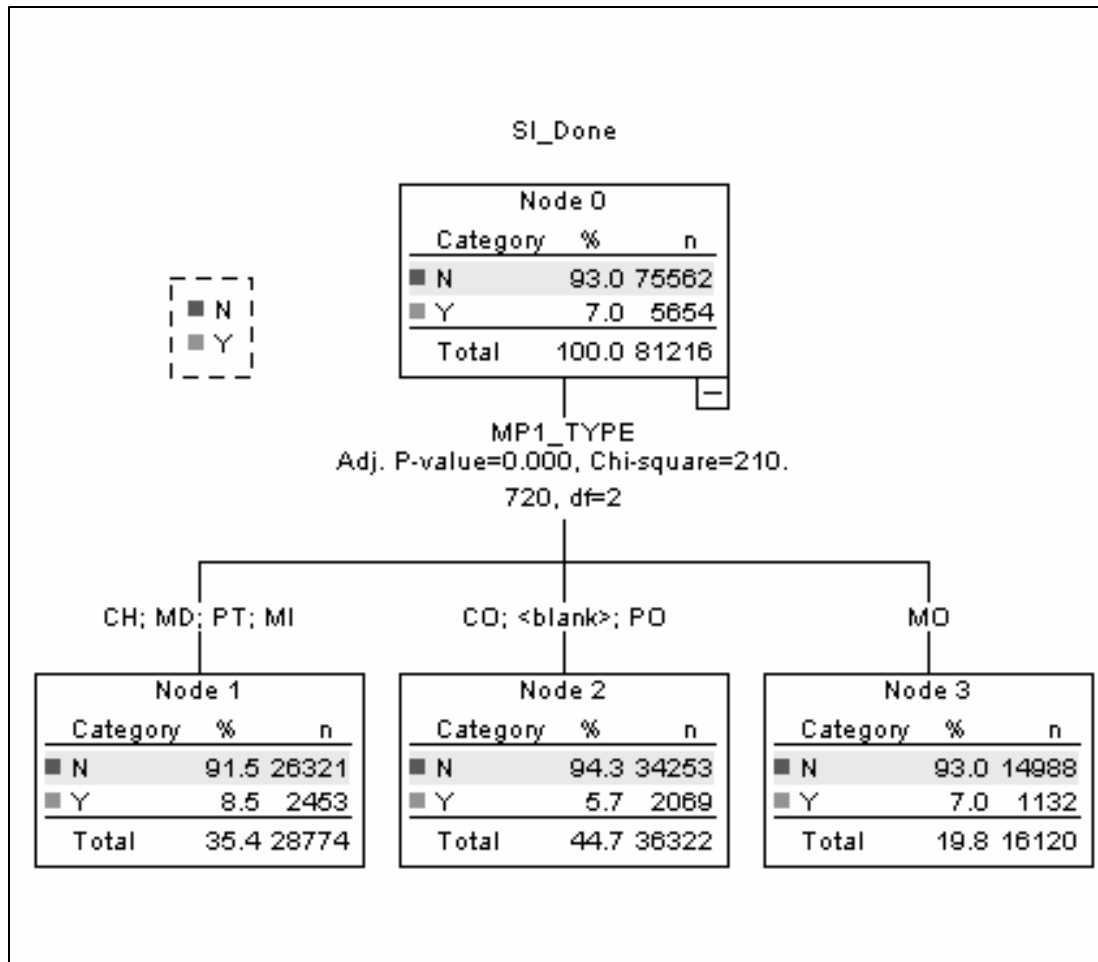 SI_Done
Node 0
Category % n
N 93.0 75562
Y 7.0 5654
Total 100.0 81216
N
Y
MP1_TYPE
Adj. P-value=0.000, Chi-square=210.
720, df=2
CH; MD; PT; MI
CO; <blank>; PO
MO
Node 1
Category % n
N 91.5 26321
Y 8.5 2453
Total 35.4 28774
Node 2
Category % n
N 94.3 34253
Y 5.7 2069
Total 44.7 36322
Node 3
Category % n
N 93.0 14988
Y 7.0 1132
Total 19.8 16120